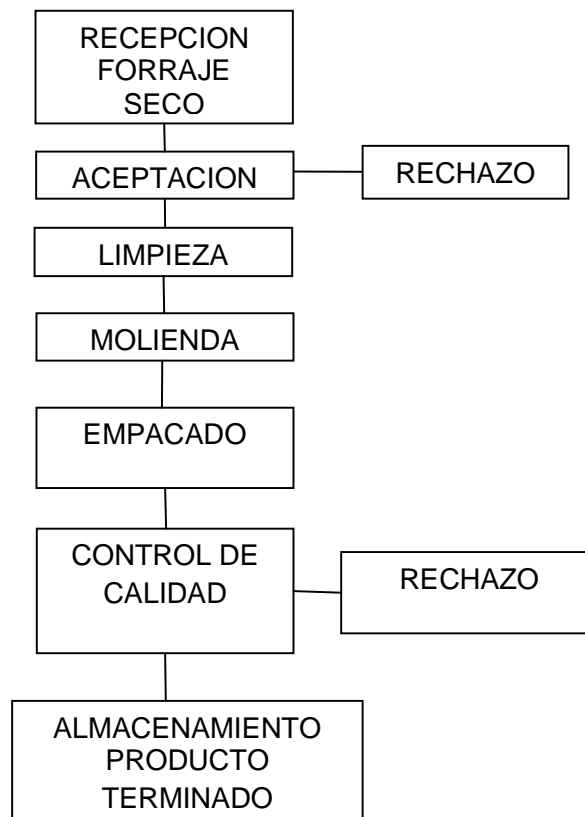 RECEPCION
FORRAJE
SECO
ACEPTACION
RECHAZO
LIMPIEZA
MOLIENDA
EMPACADO
CONTROL DE
CALIDAD
RECHAZO
ALMACENAMIENTO
PRODUCTO
TERMINADO